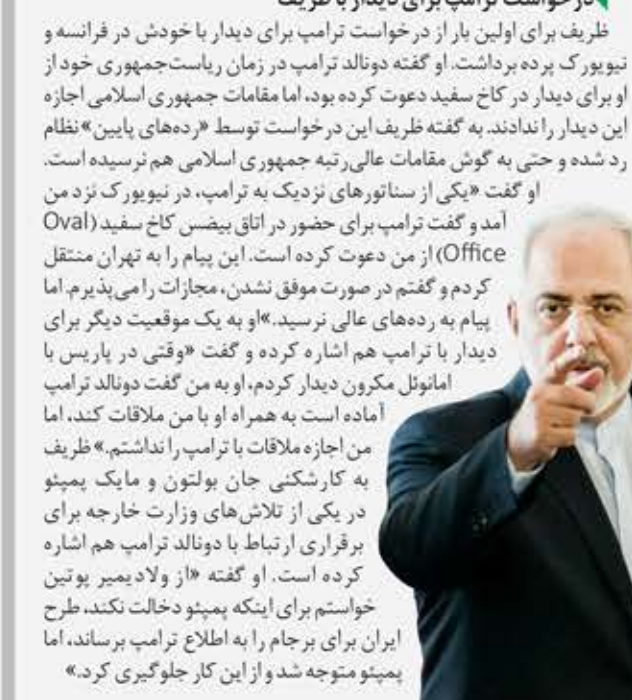 درخواست ترامپ برای دیدار با ظریف
ظریف برای اولین بار از درخواست ترامپ برای دیدار با خودش در فرانسه و
نیویورک پرده برداشت. او گفته دونالد ترامپ در زمان ریاست‌جمهوری خود از
او برای دیدار در کاخ سفید دعوت کرده بود، اما مقامات جمهوری اسلامی اجازه
این دیدار را ندادند. به گفته ظریف این درخواست توسط «رده‌های پایین» نظام
رد شده و حتی به گوش مقامات عالی‌رتبه جمهوری اسلامی هم نرسیده است.
او گفت «یکی از سناتورهای نزدیک به ترامپ، در نیویورک نزد من
آمد و گفت ترامپ برای حضور در اتاق بیضس کاخ سفید (Oval
Office) از من دعوت کرده است. این پیام را به تهران منتقل
کردم و گفتم در صورت موفق نشدن، مجازات را می‌پذیرم. اما
پیام به رده‌های عالی نرسید.» او به یک موقعیت دیگر برای
دیدار با ترامپ هم اشاره کرده و گفت «وقتی در پاریس با
امانوئل مکرون دیدار کردم، او به من گفت دونالد ترامپ
آماده است به همراه او با من ملاقات کند، اما
من اجازه ملاقات با ترامپ را نداشتم.» ظریف
به کارشکنی جان بولتون و مایک پمپئو
در یکی از تلاش‌های وزارت خارجه برای
برقراری ارتباط با دونالد ترامپ هم اشاره
کرده است. او گفته «از ولادیمیر پوتین
خواستم برای اینکه پمپئو دخالت نکند، طرح
ایران برای برجام را به اطلاع ترامپ برساند، اما
پمپئو متوجه شد و از این کار جلوگیری کرد.»